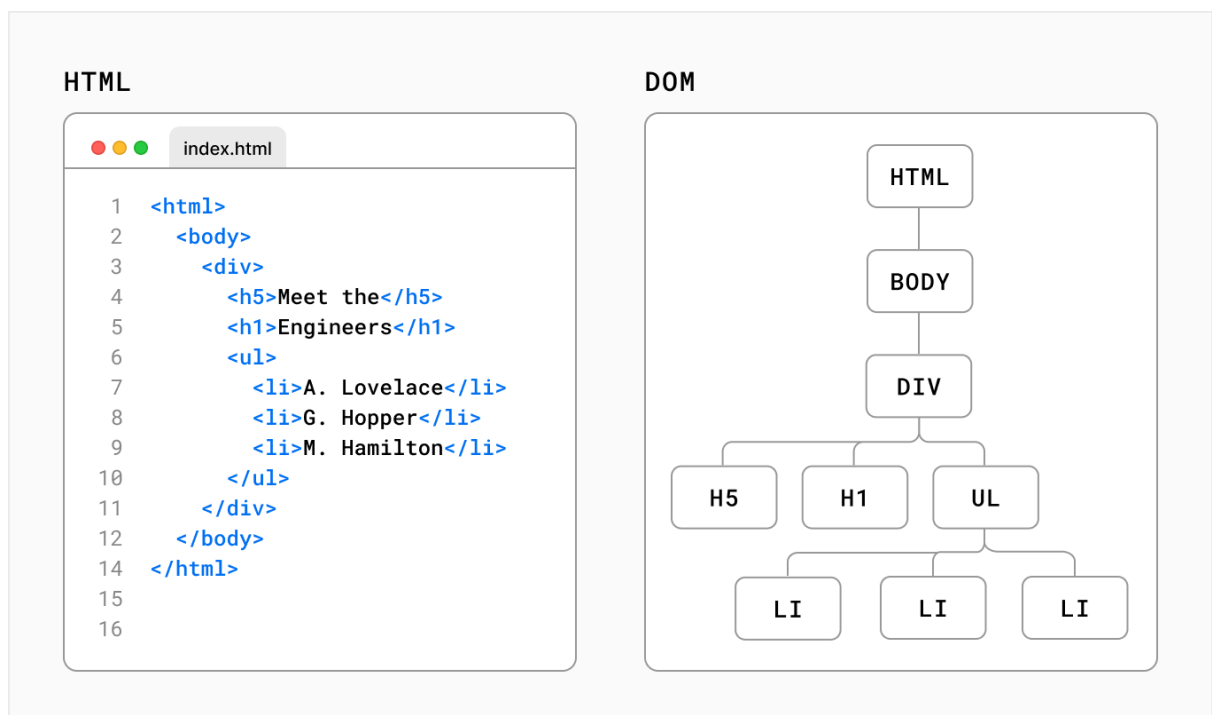 HTML
index.html
1 <html>
2 <body>
3 <div>
4 <h5>Meet the</h5>
5 <h1>Engineers</h1>
6 <ul>
7 <li>A. Lovelace</li>
8 <li>G. Hopper</li>
9 <li>M. Hamilton</li>
10 </ul>
11 </div>
12 </body>
14 </html>
15
16
DOM
HTML
BODY
DIV
H5 H1 UL
LI LI LI